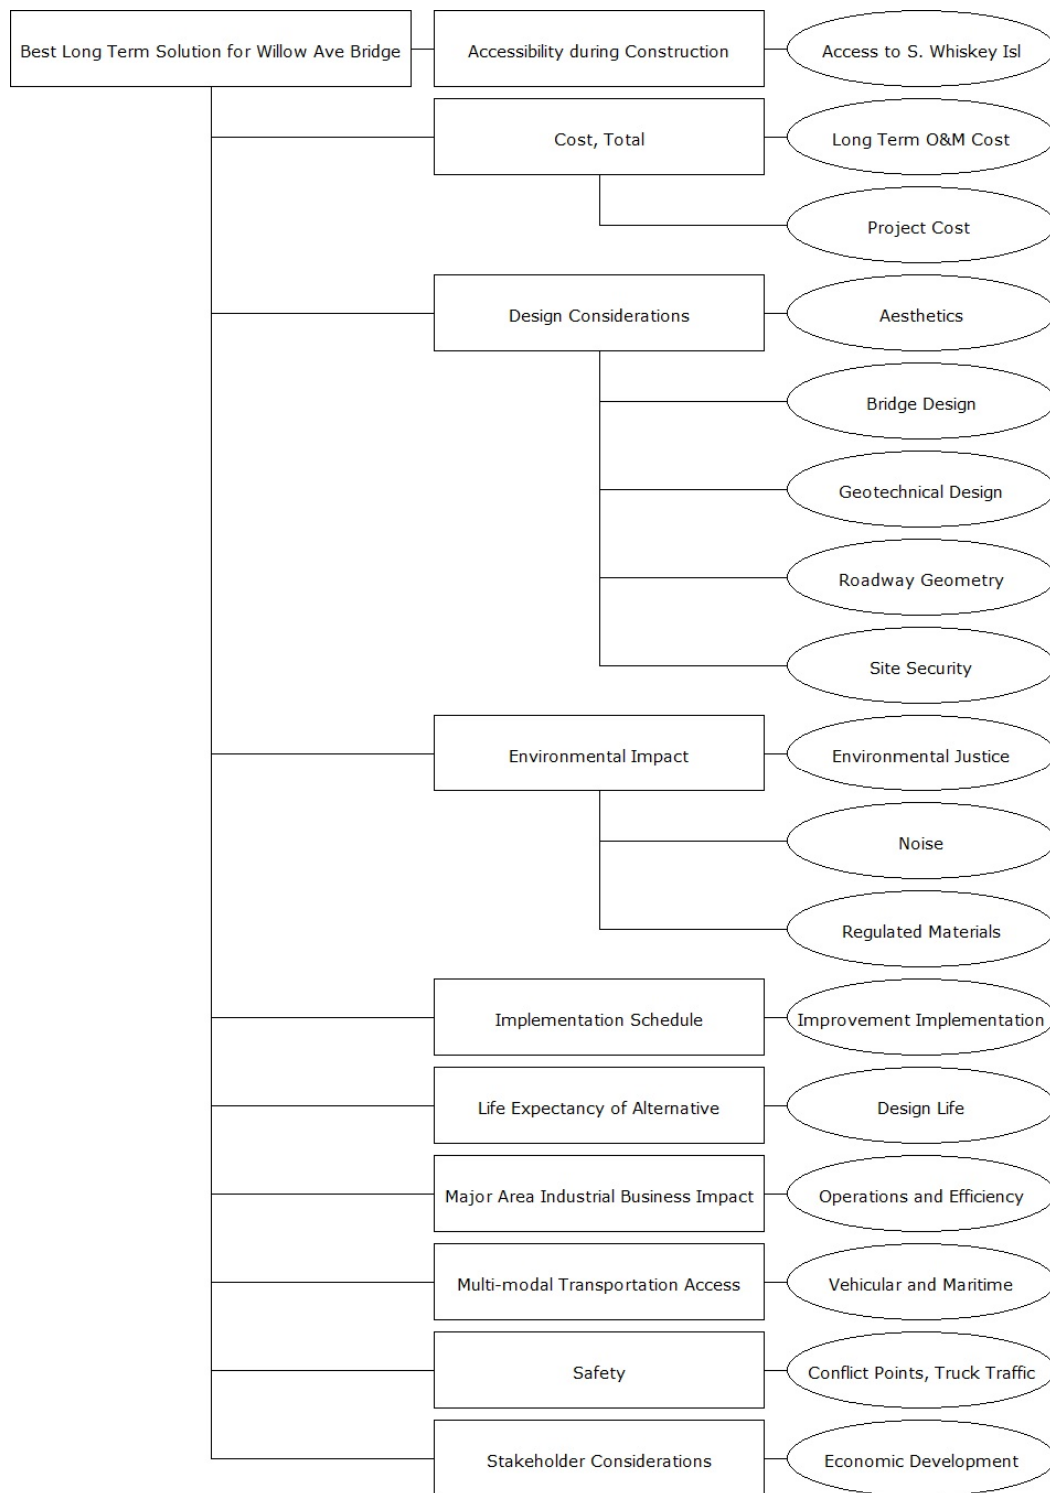 Best Long Term Solution for Willow Ave Bridge
Accessibility during Construction
Access to S. Whiskey Isl
Cost, Total
Long Term O&M Cost
Project Cost
Design Considerations
Aesthetics
Bridge Design
Geotechnical Design
Roadway Geometry
Site Security
Environmental Impact
Environmental Justice
Noise
Regulated Materials
Implementation Schedule
Improvement Implementation
Life Expectancy of Alternative
Design Life
Major Area Industrial Business Impact
Operations and Efficiency
Multi-modal Transportation Access
Vehicular and Maritime
Safety
Conflict Points, Truck Traffic
Stakeholder Considerations
Economic Development